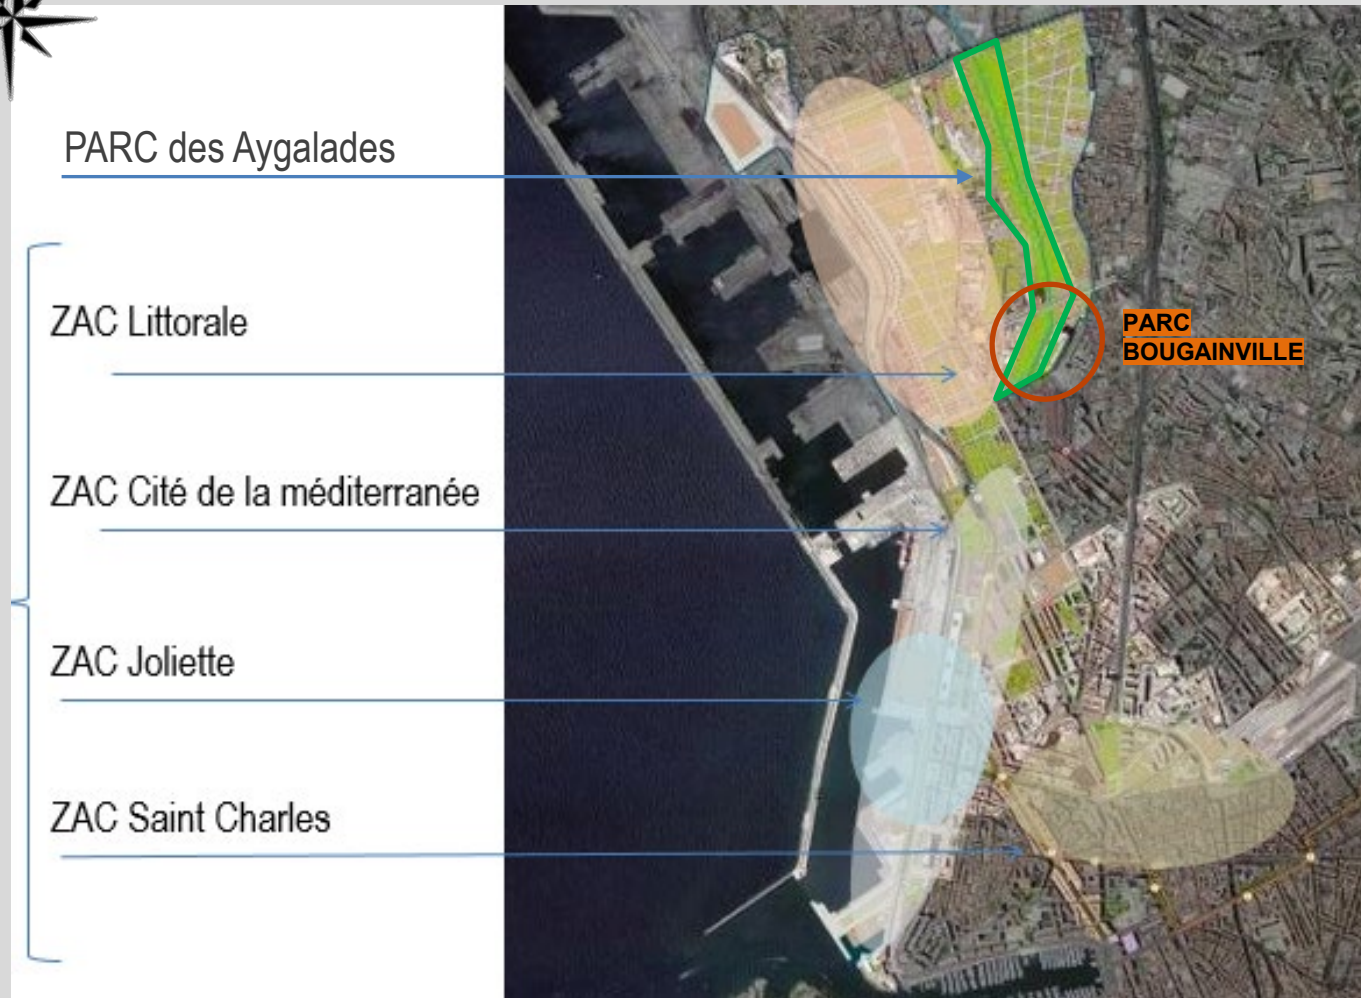 PARC des Aygalades
ZAC Littorale
ZAC Cité de la méditerranée
ZAC Joliette
ZAC Saint Charles
PARC
BOUGAINVILLE